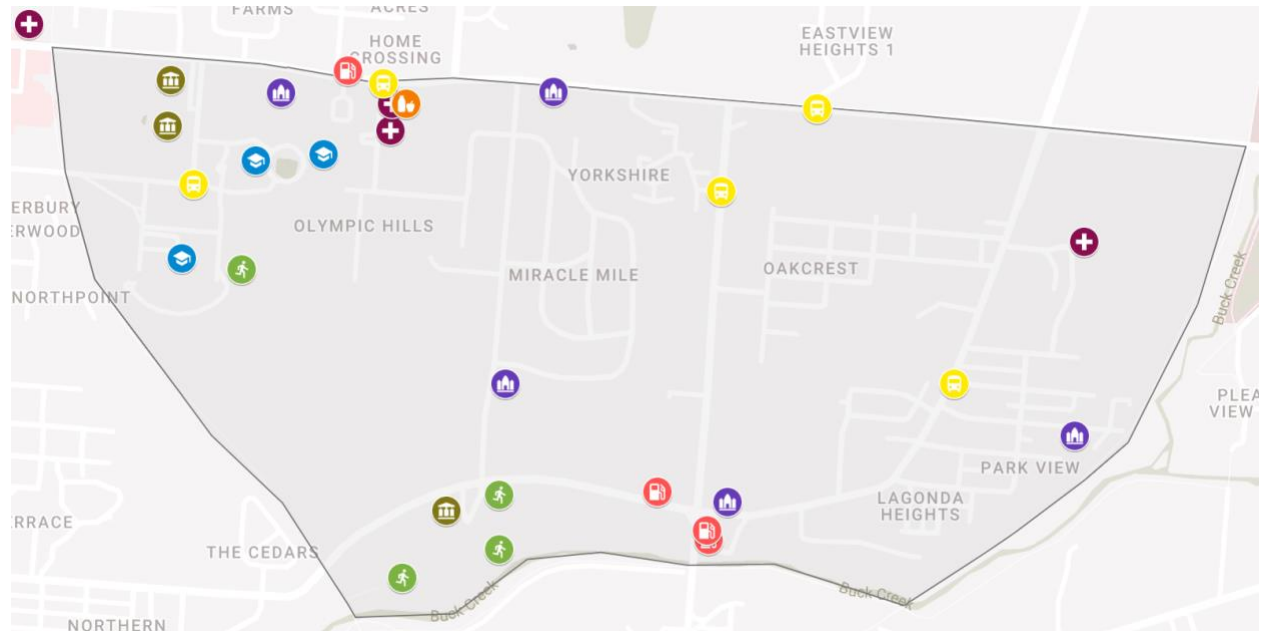 FARMS
ACRES
HOME
CROSSING
EASTVIEW
HEIGHTS 1
YORKSHIRE
ERBURY
ERWOOD
OLYMPIC HILLS
MIRACLE MILE
OAKCREST
NORTHPOINT
Buck Creek
PLEA
VIEW
PARK VIEW
LAGONDA
HEIGHTS
RRACE
THE CEDARS
Buck Creek
Buck Creek
NORTHERN